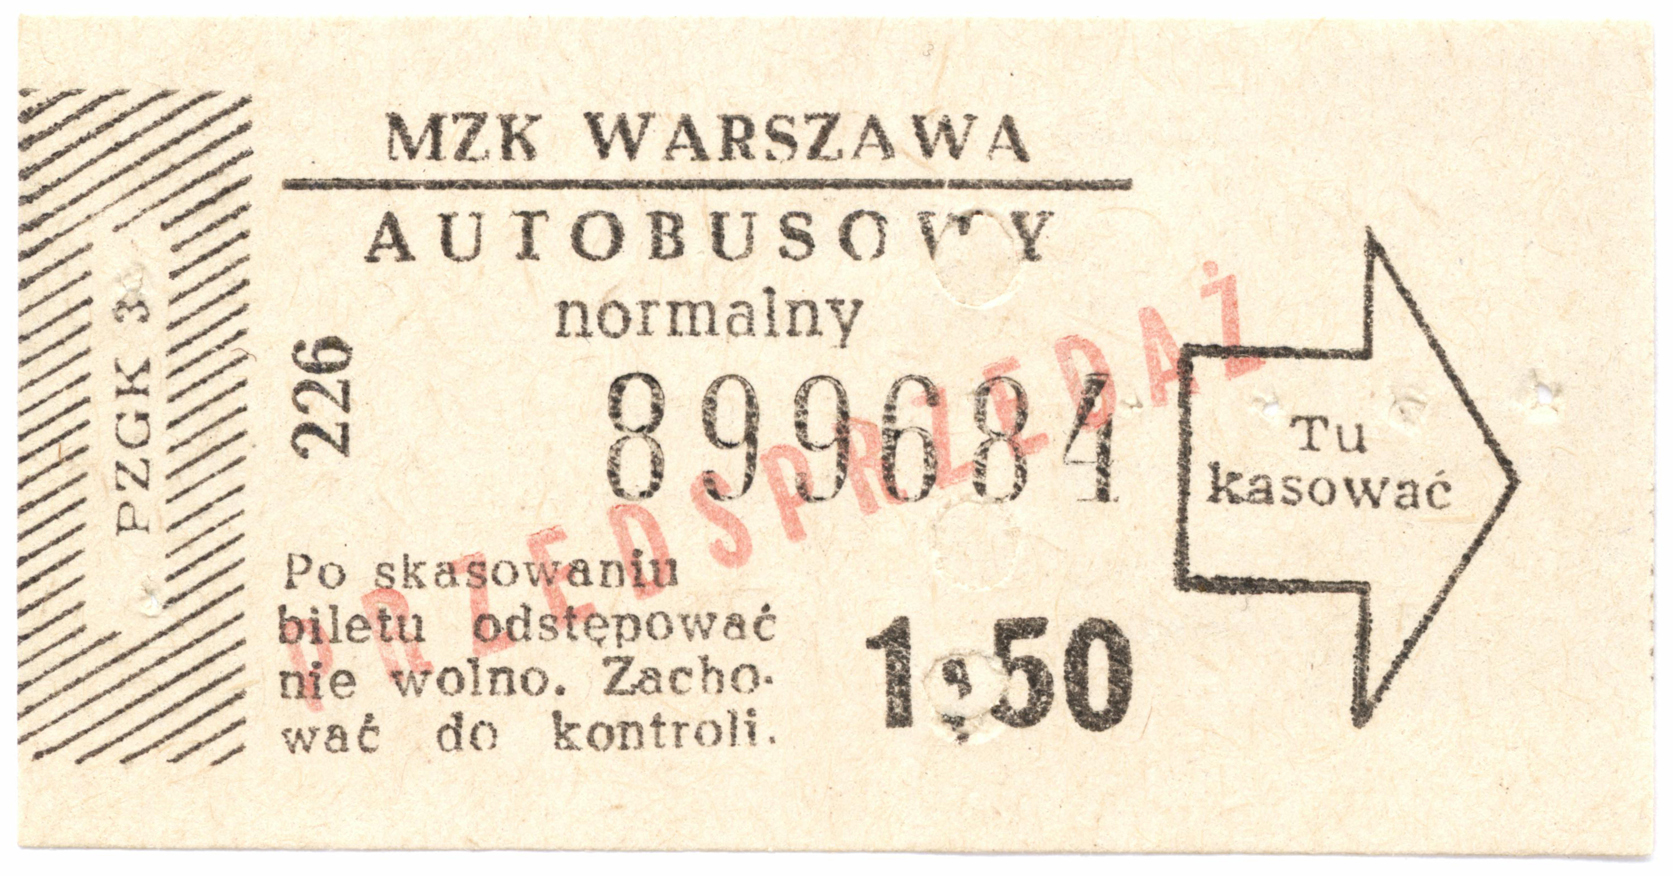 MZK WARSZAWA
AUTOBUSOWY
normalny
PZGK 3
226
899684
PRZEDSPRZEDAŻ
Tu
kasować
Po skasowaniu
biletu odstępować
nie wolno. Zacho-
wać do kontroli.
1,50